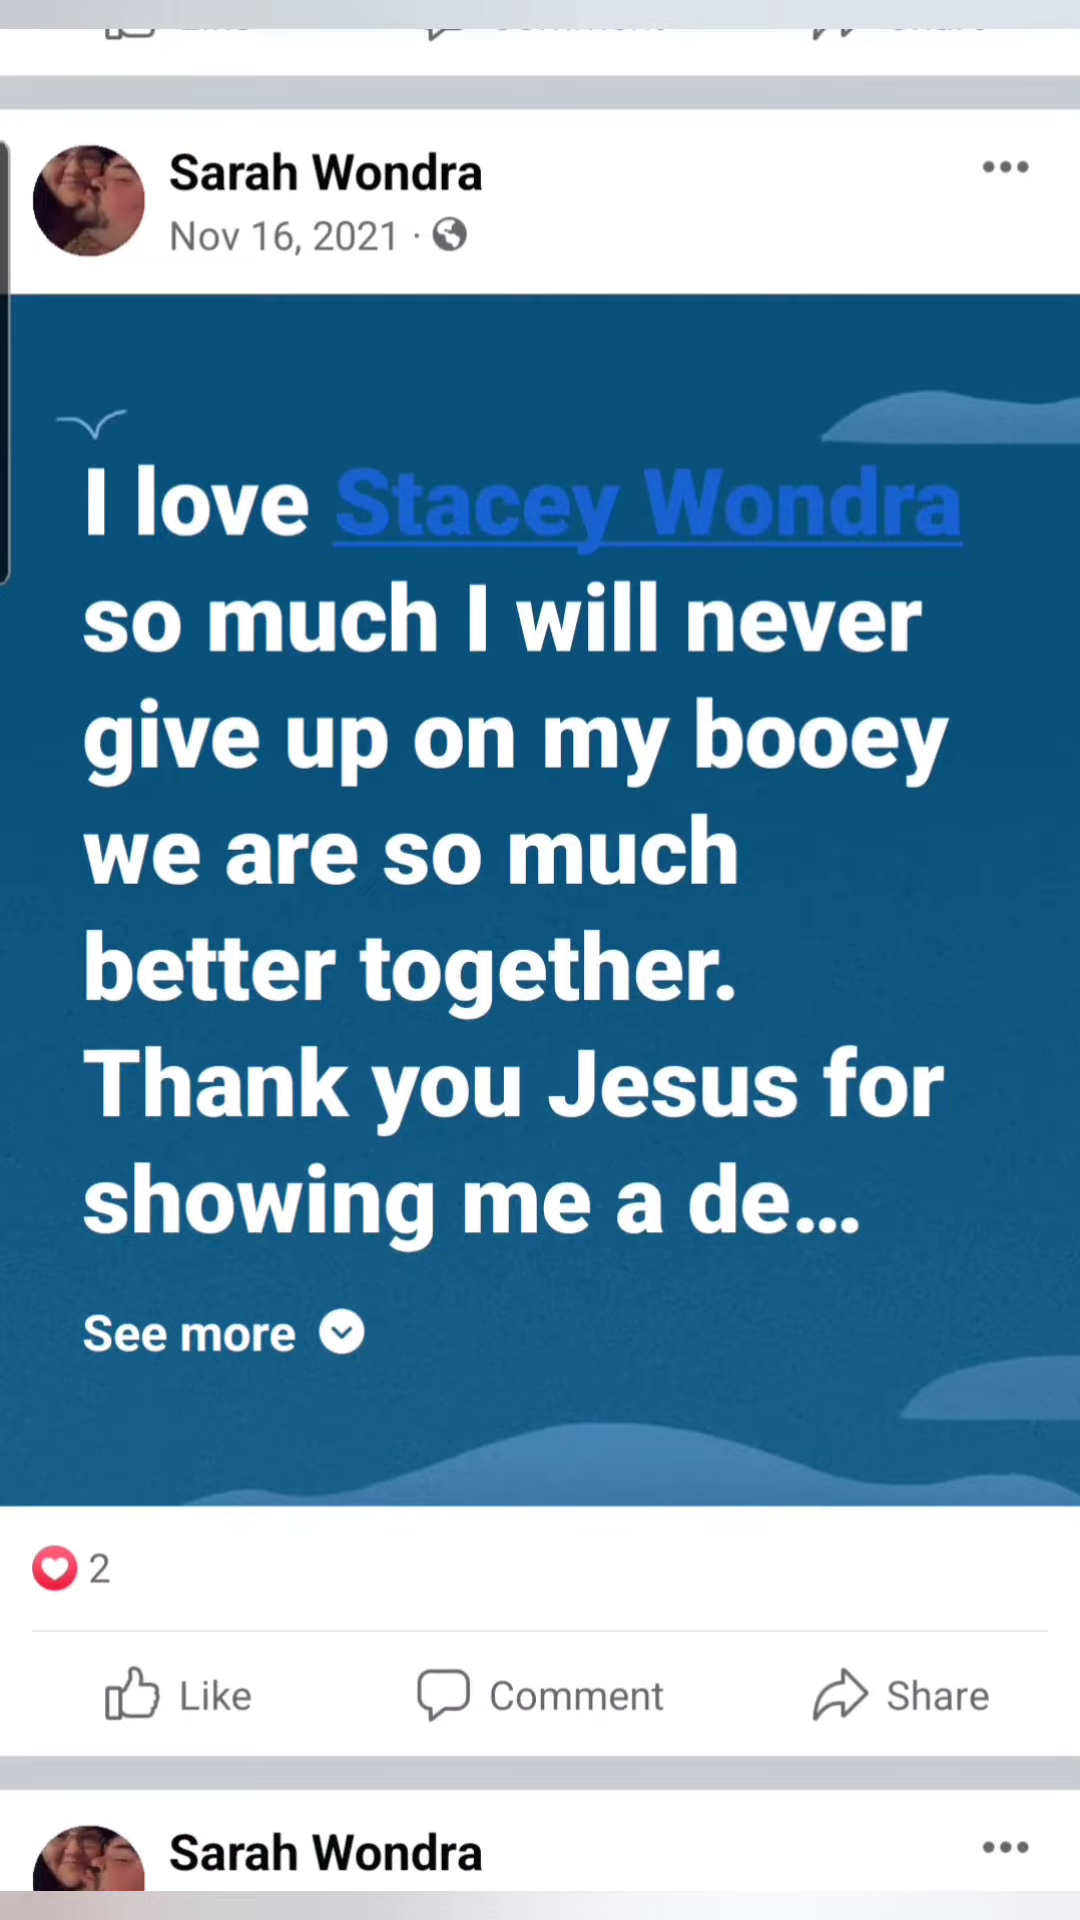 Sarah Wondra
Nov 16, 2021 ·
I love Stacey Wondra
so much I will never
give up on my booey
we are so much
better together.
Thank you Jesus for
showing me a de...
See more
2
Like Comment Share
Sarah Wondra